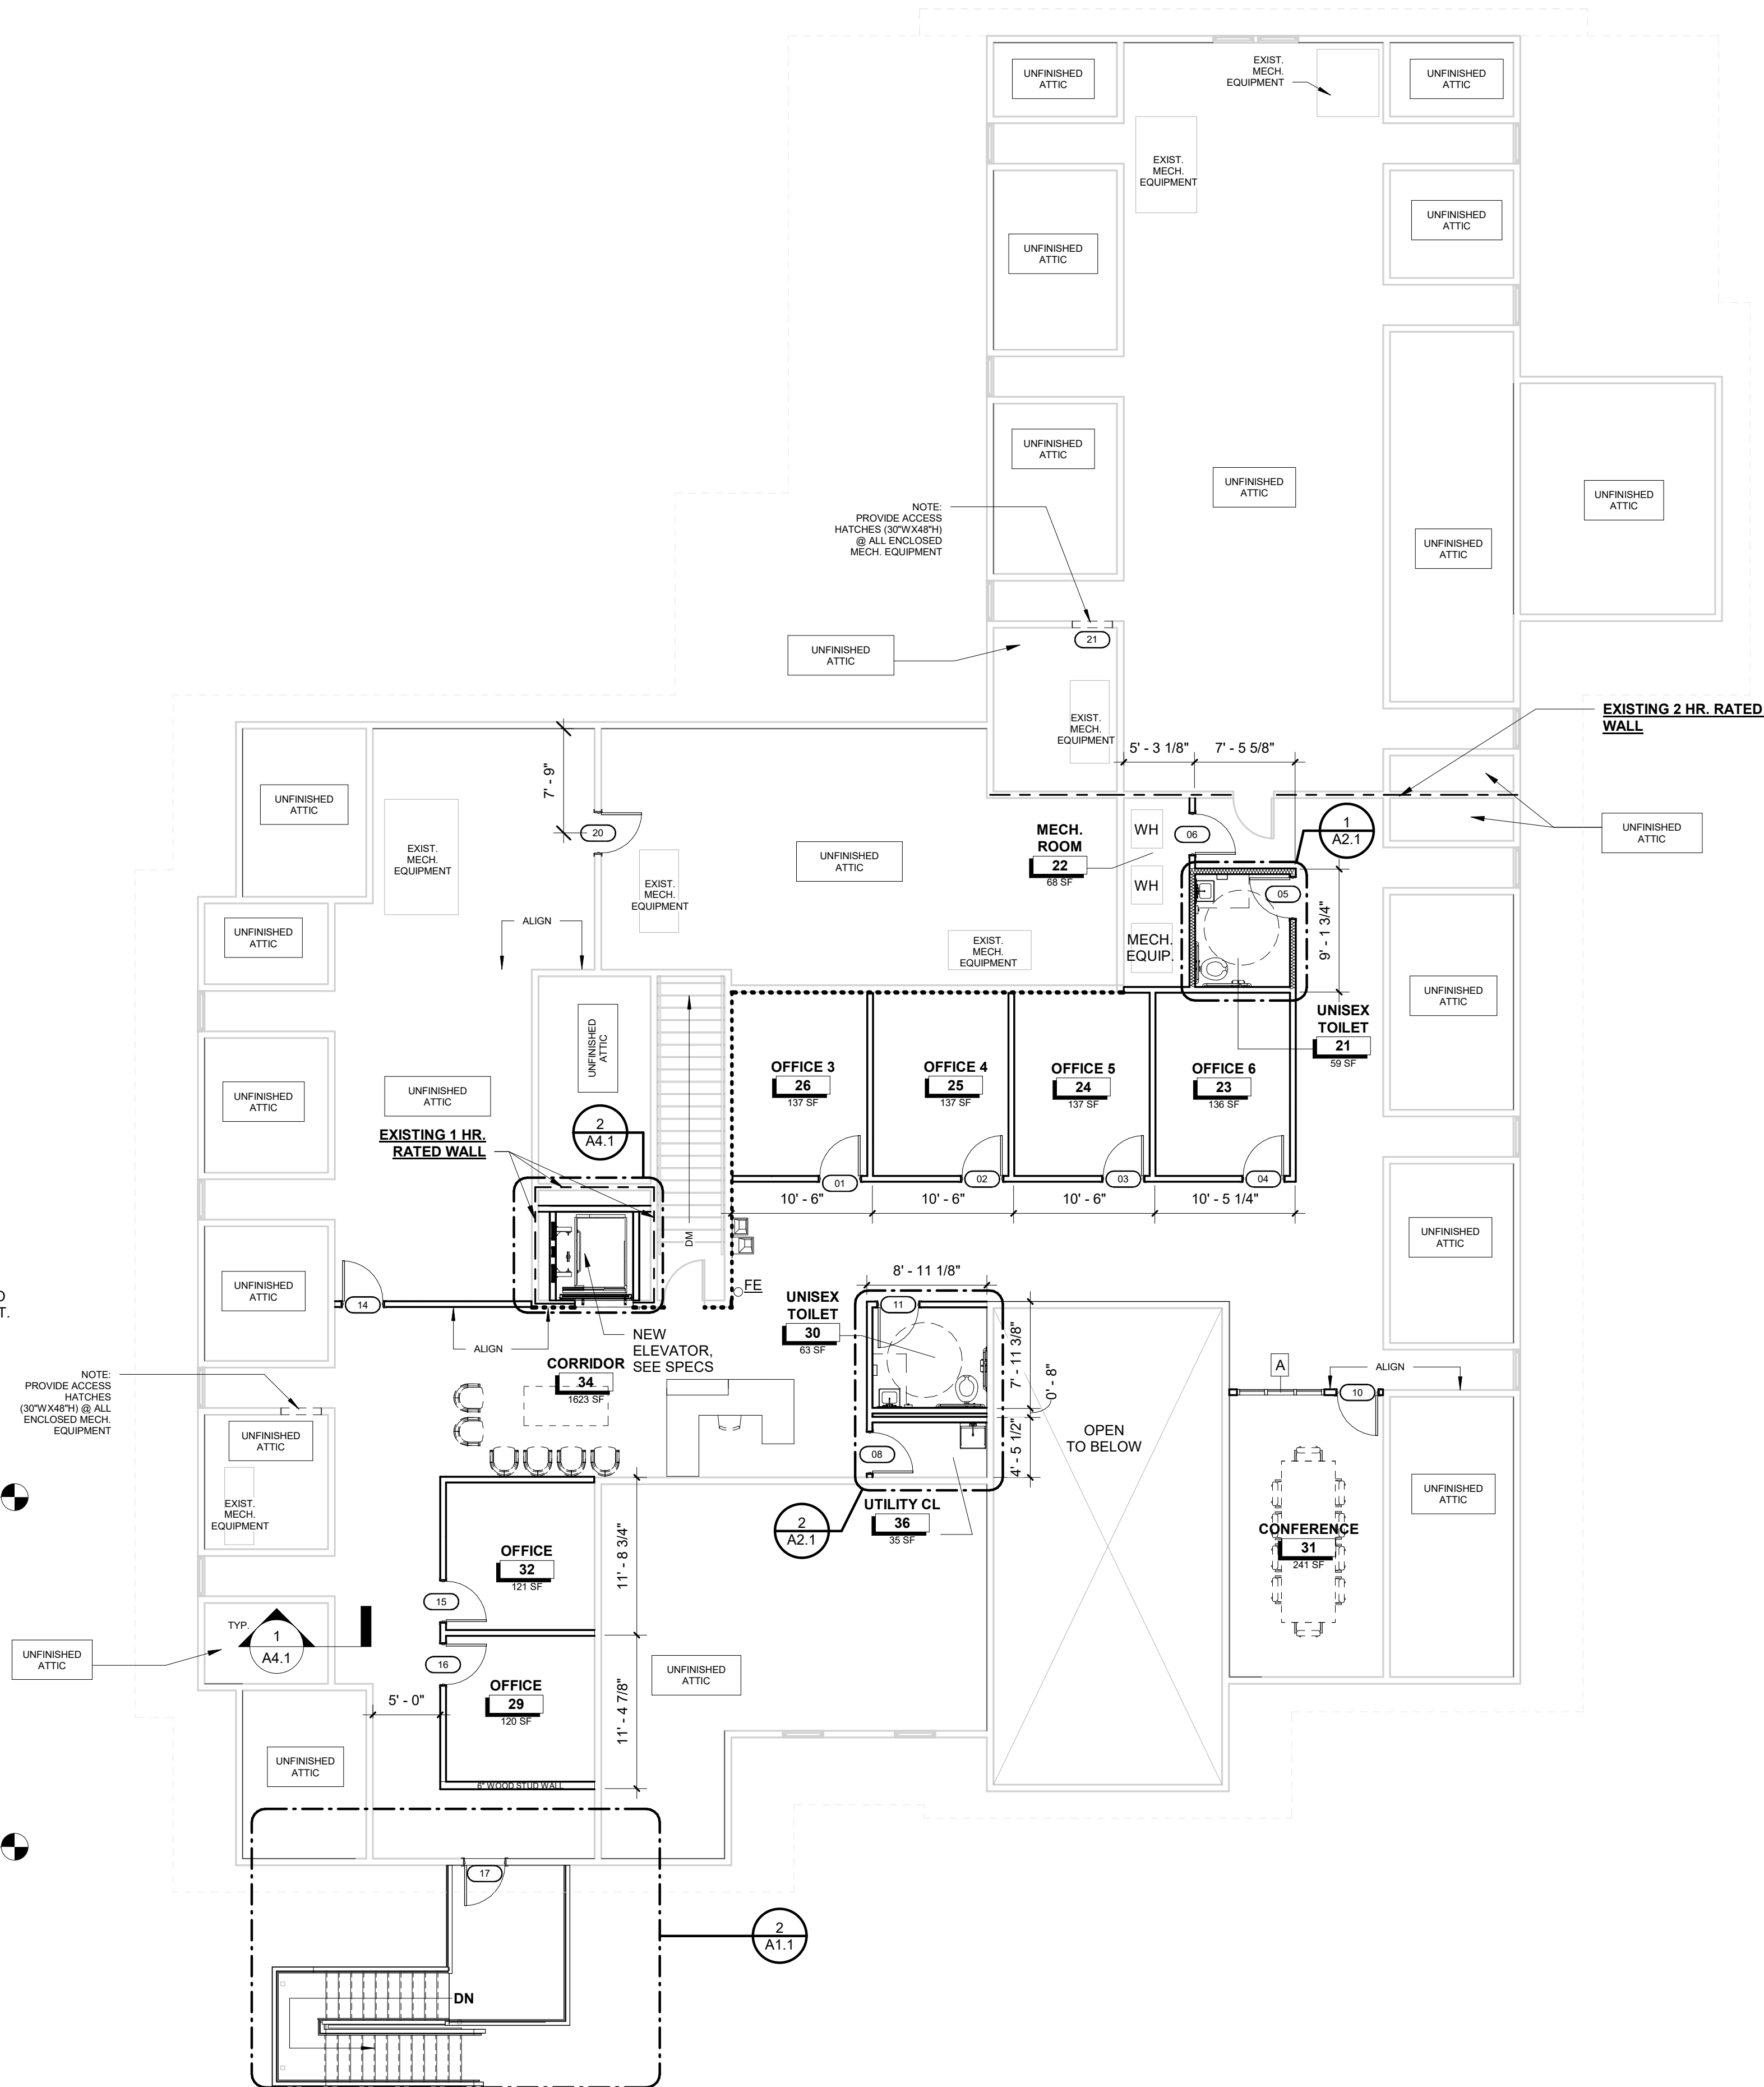 EXIST.
MECH.
EQUIPMENT
UNFINISHED
ATTIC
UNFINISHED
ATTIC
EXIST.
MECH.
EQUIPMENT
UNFINISHED
ATTIC
UNFINISHED
ATTIC
UNFINISHED
ATTIC
UNFINISHED
ATTIC
UNFINISHED
ATTIC
UNFINISHED
ATTIC
NOTE:
PROVIDE ACCESS
HATCHES (30"WX48"H)
@ ALL ENCLOSED
MECH. EQUIPMENT
UNFINISHED
ATTIC
21
UNFINISHED
ATTIC
EXIST.
MECH.
EQUIPMENT
EXISTING 2 HR. RATED
WALL
5' - 3 1/8"
7' - 5 5/8"
7' - 9"
UNFINISHED
ATTIC
20
EXIST.
MECH.
EQUIPMENT
UNFINISHED
ATTIC
EXIST.
MECH.
EQUIPMENT
MECH.
ROOM
22
68 SF
WH
WH
MECH.
EQUIP.
06
1
A2.1
05
9' - 1 3/4"
UNFINISHED
ATTIC
UNFINISHED
ATTIC
ALIGN
EXIST.
MECH.
EQUIPMENT
UNFINISHED
ATTIC
UNISEX
TOILET
21
59 SF
UNFINISHED
ATTIC
UNFINISHED
ATTIC
UNFINISHED
ATTIC
OFFICE 3
26
137 SF
OFFICE 4
25
137 SF
OFFICE 5
24
137 SF
OFFICE 6
23
136 SF
2
A4.1
EXISTING 1 HR.
RATED WALL
01
02
03
04
10' - 6"
10' - 6"
10' - 6"
10' - 5 1/4"
UNFINISHED
ATTIC
DN
FE
8' - 11 1/8"
UNFINISHED
ATTIC
14
D
T.
ALIGN
NEW
ELEVATOR,
SEE SPECS
UNISEX
TOILET
30
63 SF
11
7' - 11 3/8"
0' - 8"
4' - 5 1/2"
CORRIDOR
34
1623 SF
NOTE:
PROVIDE ACCESS
HATCHES
(30"WX48"H) @ ALL
ENCLOSED MECH.
EQUIPMENT
A
ALIGN
10
UNFINISHED
ATTIC
OPEN
TO BELOW
08
EXIST.
MECH.
EQUIPMENT
2
A2.1
UTILITY CL
36
35 SF
UNFINISHED
ATTIC
CONFERENCE
31
241 SF
OFFICE
32
121 SF
11' - 8 3/4"
15
TYP.
1
A4.1
UNFINISHED
ATTIC
16
UNFINISHED
ATTIC
OFFICE
29
120 SF
5' - 0"
11' - 4 7/8"
UNFINISHED
ATTIC
6" WOOD STUD WALL
17
2
A1.1
DN